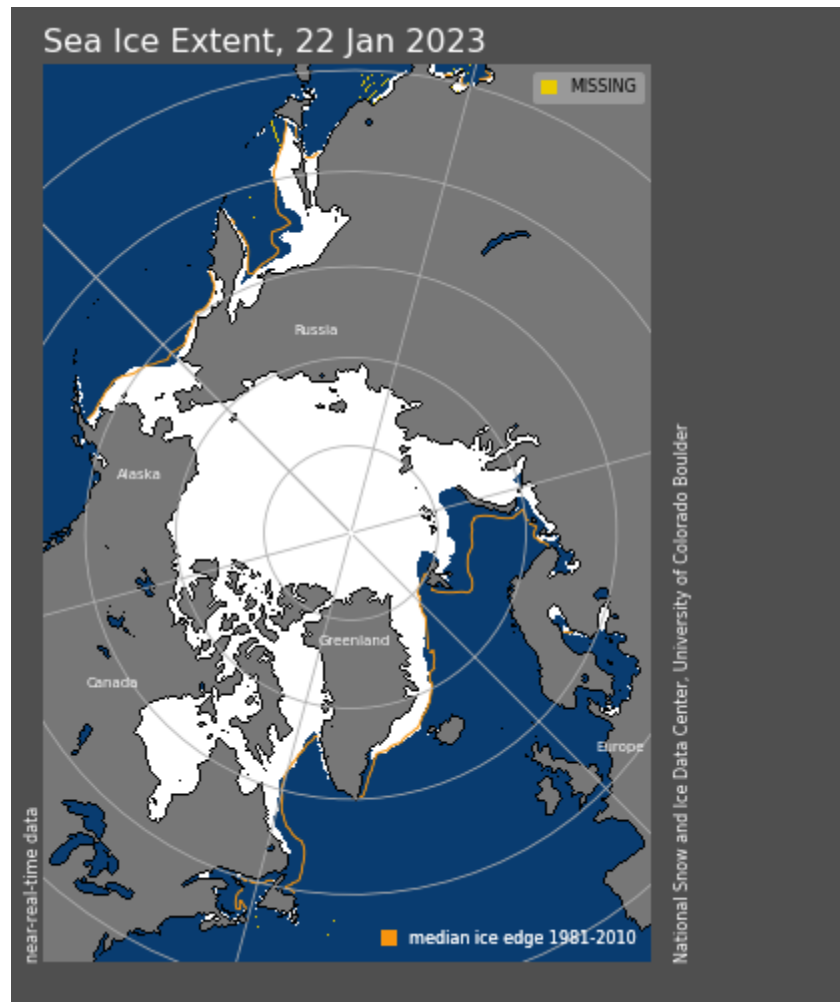 Sea Ice Extent, 22 Jan 2023
MISSING
Russia
Alaska
Greenland
Canada
Europe
near-real-time data
median ice edge 1981-2010
National Snow and Ice Data Center, University of Colorado Boulder